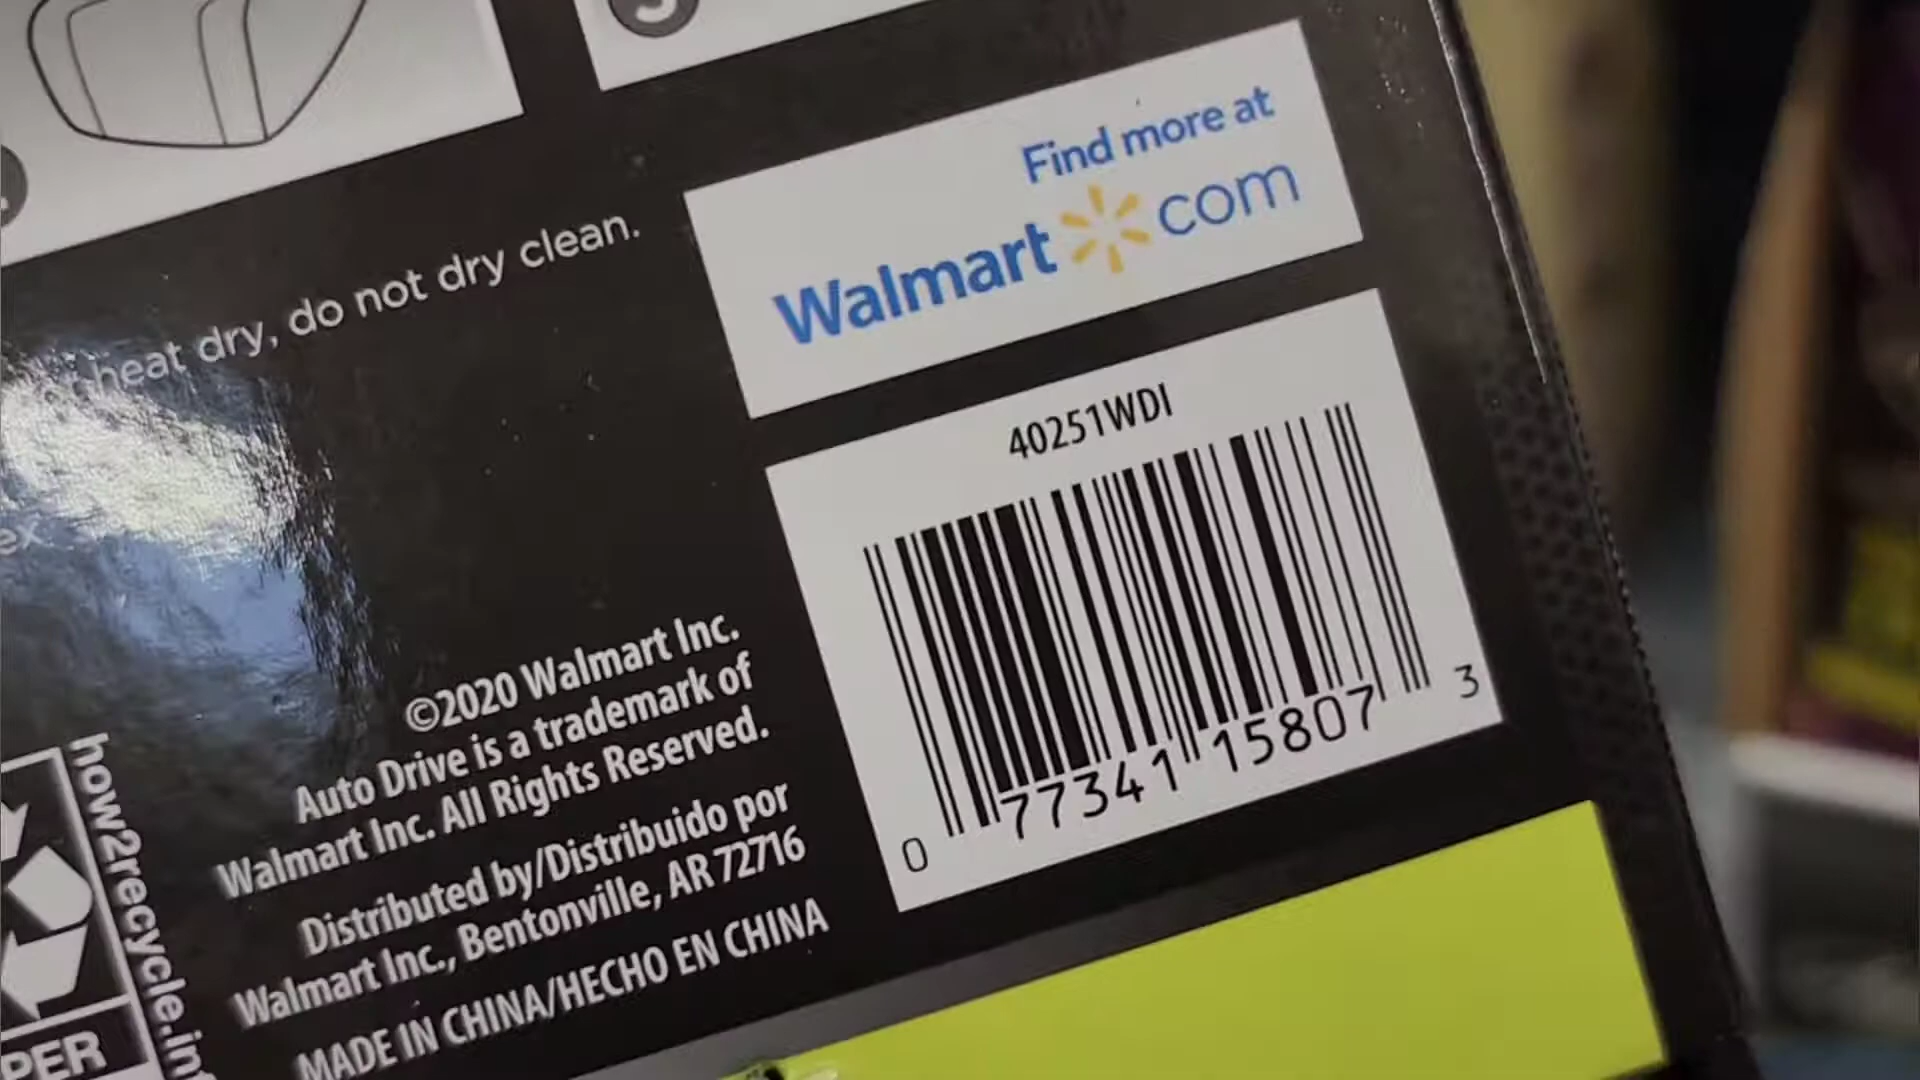 Find more at
Walmart com
heat dry, do not dry clean.
40251WDI
0 77341 15807 3
©2020 Walmart Inc.
Auto Drive is a trademark of
Walmart Inc. All Rights Reserved.
Distributed by/Distribuido por
Walmart Inc., Bentonville, AR 72716
MADE IN CHINA/HECHO EN CHINA
how2recycle.inf
PER